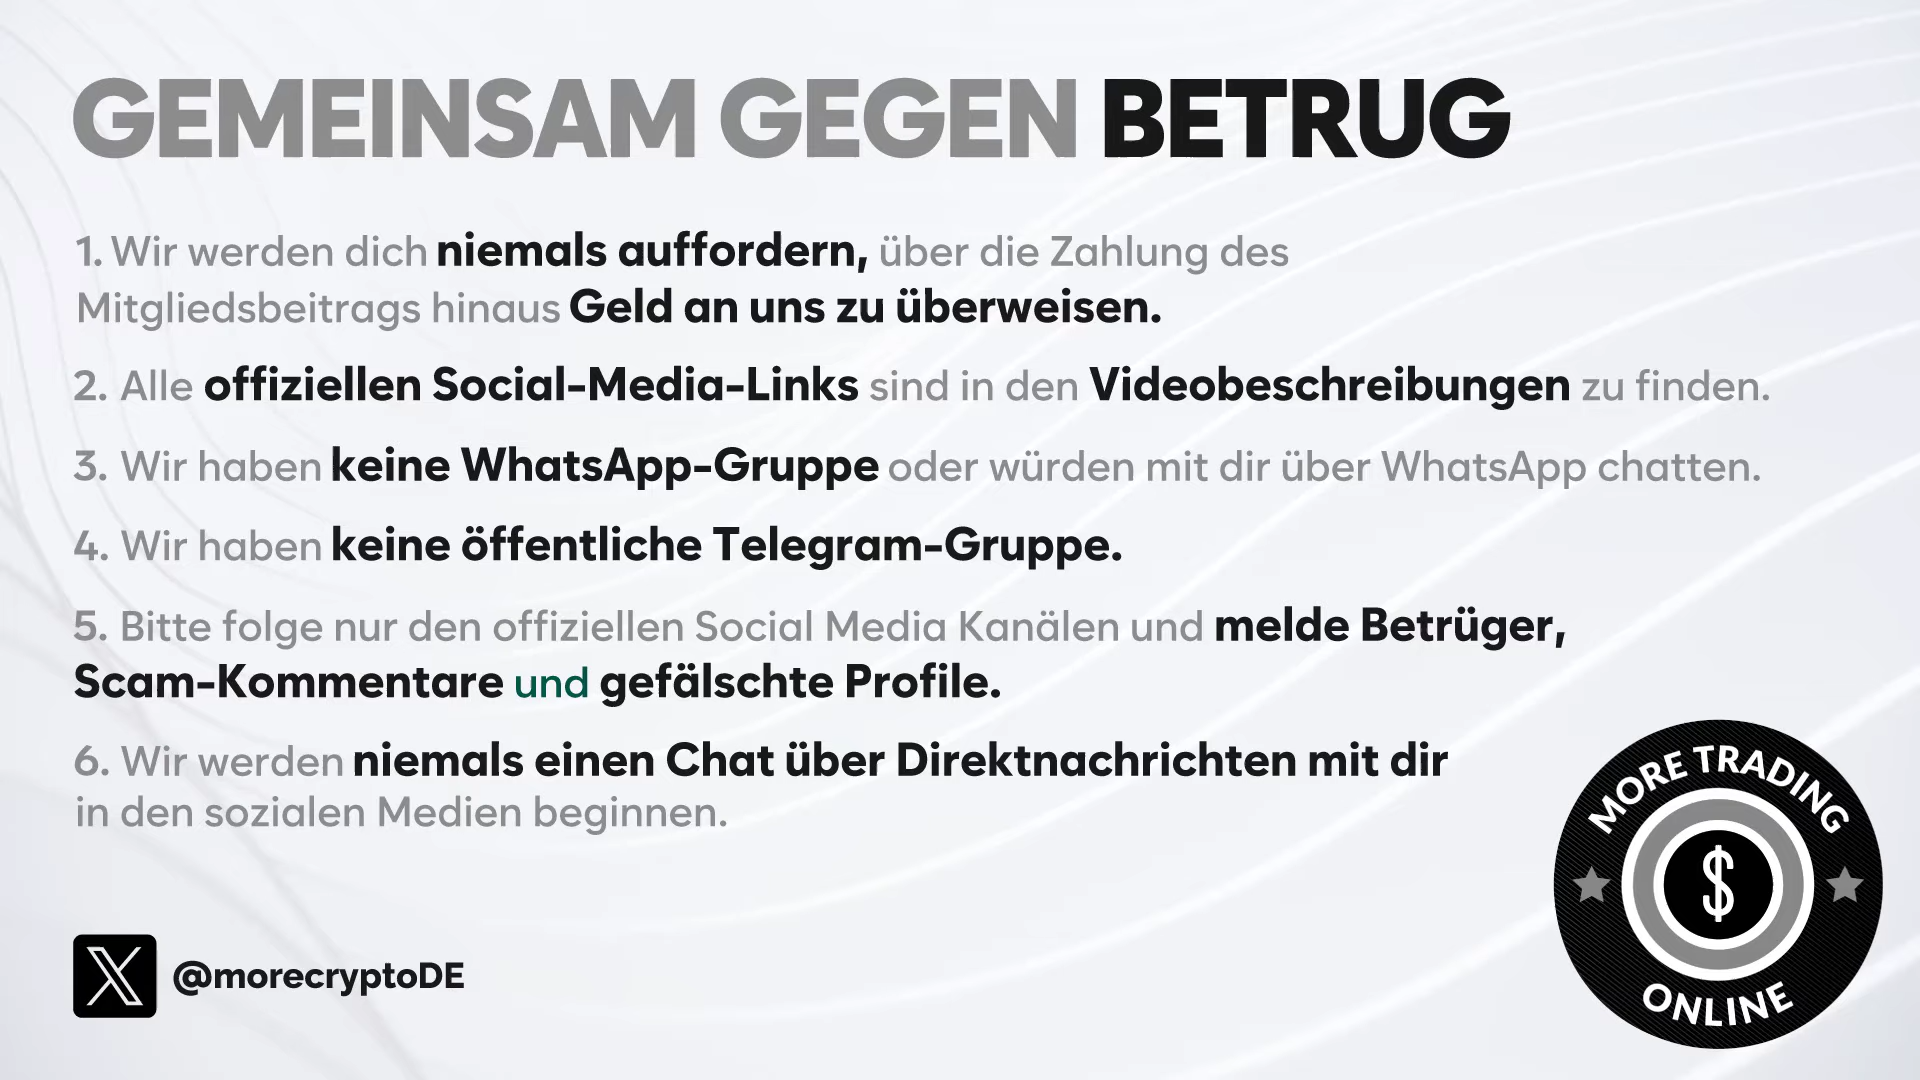 GEMEINSAM GEGEN BETRUG
1. Wir werden dich niemals auffordern, über die Zahlung des
Mitgliedsbeitrags hinaus Geld an uns zu überweisen.
2. Alle offiziellen Social-Media-Links sind in den Videobeschreibungen zu finden.
3. Wir haben keine WhatsApp-Gruppe oder würden mit dir über WhatsApp chatten.
4. Wir haben keine öffentliche Telegram-Gruppe.
5. Bitte folge nur den offiziellen Social Media Kanälen und melde Betrüger,
Scam-Kommentare und gefälschte Profile.
6. Wir werden niemals einen Chat über Direktnachrichten mit dir
in den sozialen Medien beginnen.
@morecryptoDE
MORE TRADING
$
ONLINE